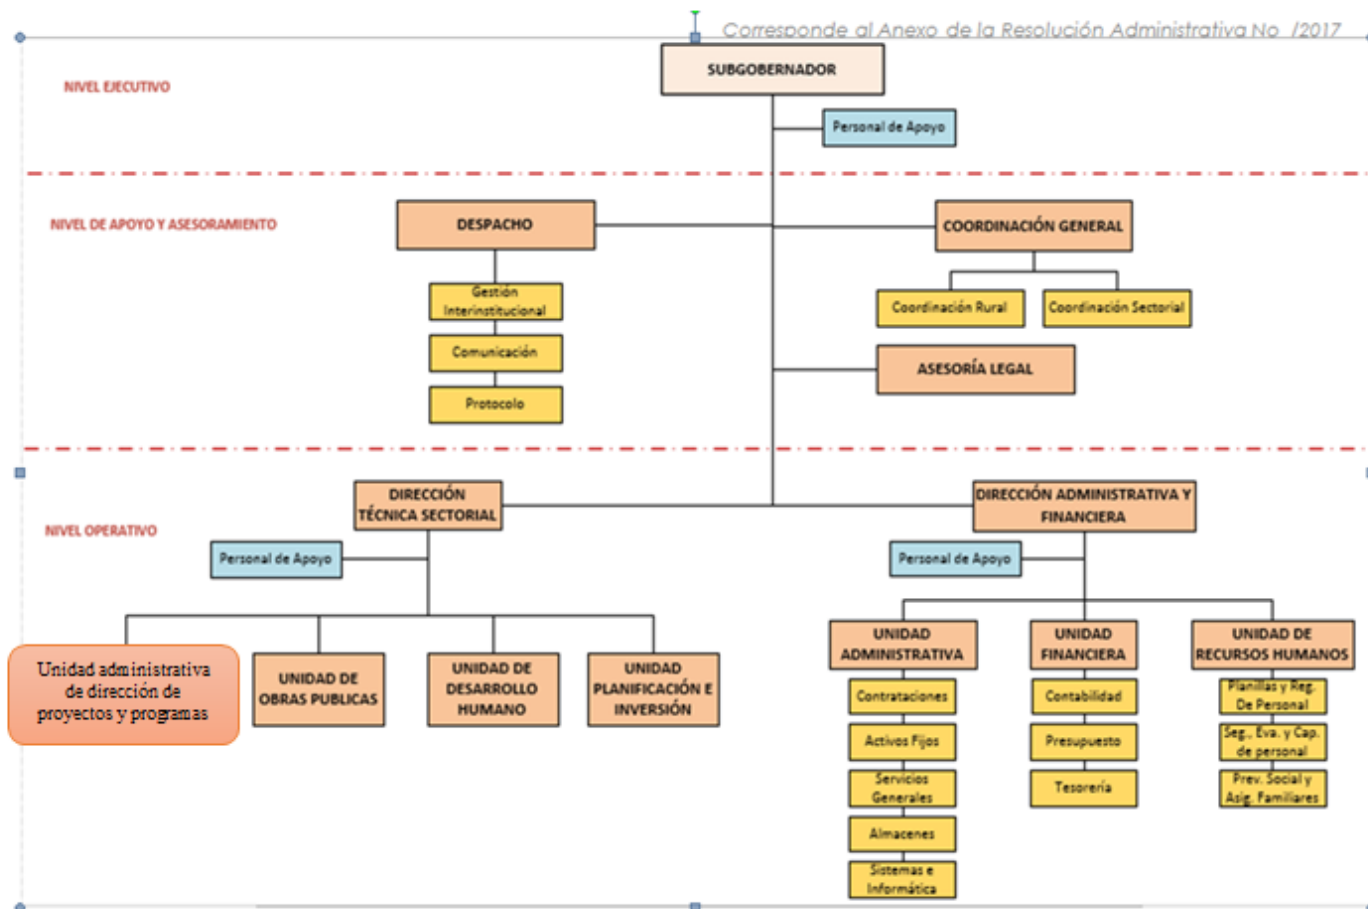 Corresponde al Anexo de la Resolución Administrativa No /2017
SUBGOBERNADOR
NIVEL EJECUTIVO
Personal de Apoyo
NIVEL DE APOYO Y ASESORAMIENTO
DESPACHO
COORDINACIÓN GENERAL
Gestión
Interinstitucional
Coordinación Rural
Coordinación Sectorial
Comunicación
ASESORÍA LEGAL
Protocolo
NIVEL OPERATIVO
DIRECCIÓN
TÉCNICA SECTORIAL
DIRECCIÓN ADMINISTRATIVA Y
FINANCIERA
Personal de Apoyo
Personal de Apoyo
Unidad administrativa
de dirección de
proyectos y programas
UNIDAD DE
OBRAS PUBLICAS
UNIDAD DE
DESARROLLO
HUMANO
UNIDAD
PLANIFICACIÓN E
INVERSIÓN
UNIDAD
ADMINISTRATIVA
Contrataciones
Activos Fijos
Servicios
Generales
Almacenes
Sistemas e
Informática
UNIDAD
FINANCIERA
Contabilidad
Presupuesto
Tesorería
UNIDAD DE
RECURSOS HUMANOS
Planillas y Reg.
De Personal
Seg., Eva. y Cap.
de personal
Prev. Social y
Asig. Familiares